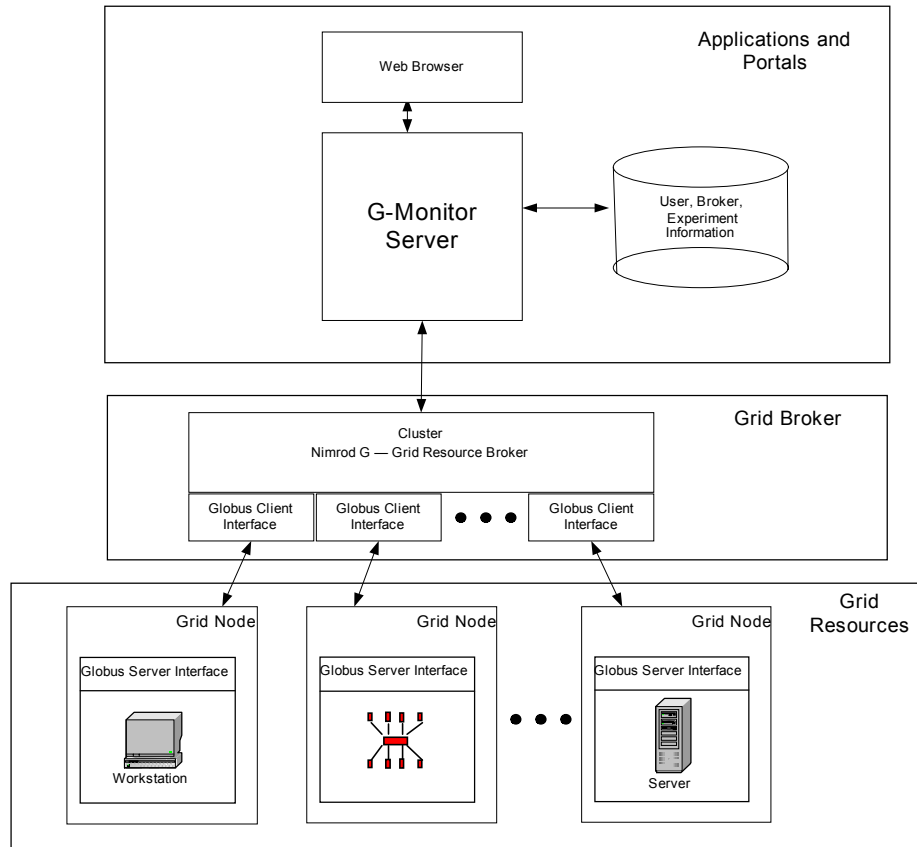 Applications and
Portals
Web Browser
G-Monitor
Server
User, Broker,
Experiment
Information
Grid Broker
Cluster
Nimrod G — Grid Resource Broker
Globus Client
Interface
Globus Client
Interface
Globus Client
Interface
Grid
Resources
Grid Node
Globus Server Interface
Workstation
Grid Node
Globus Server Interface
Grid Node
Globus Server Interface
Server